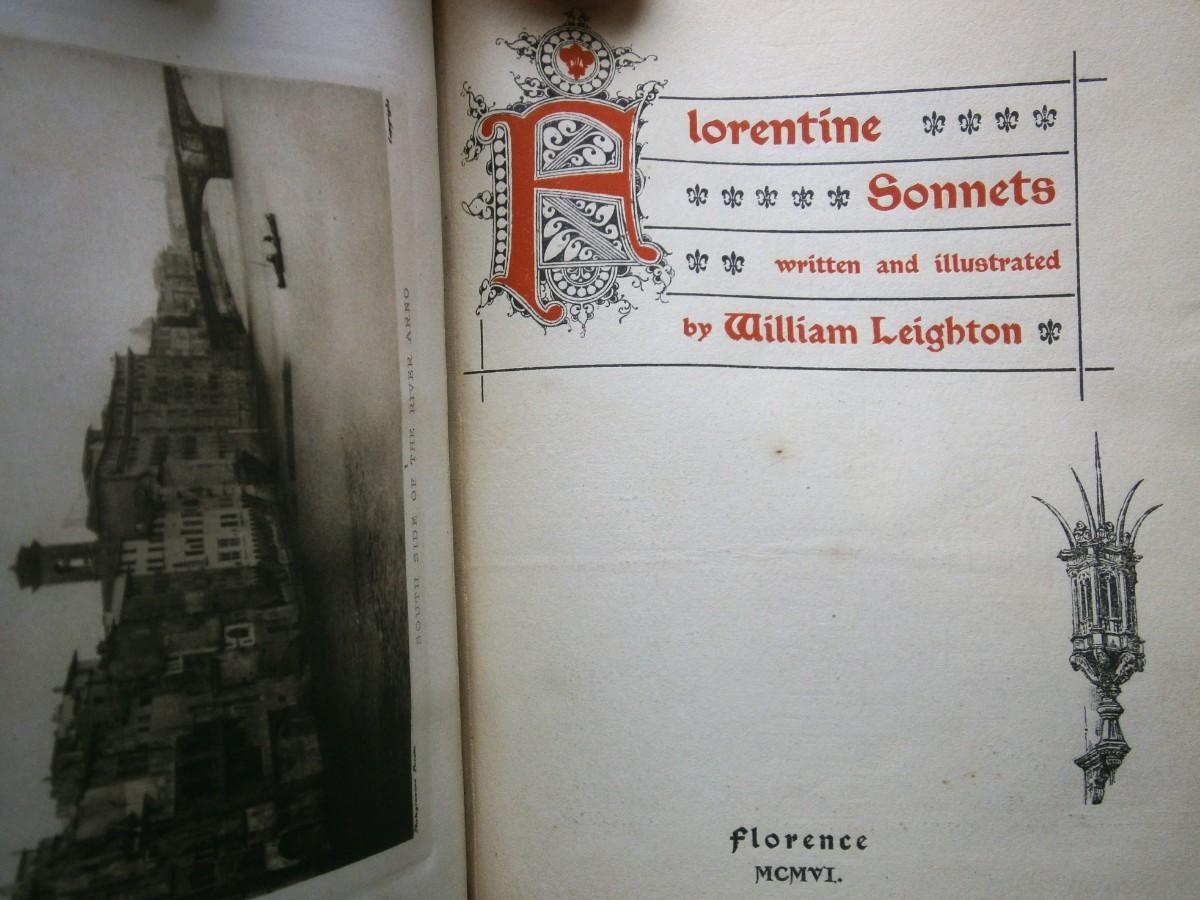 SOUTH SIDE OF THE RIVER ARNO
Florentine
Sonnets
written and illustrated
by William Leighton
Florence
MCMVI.